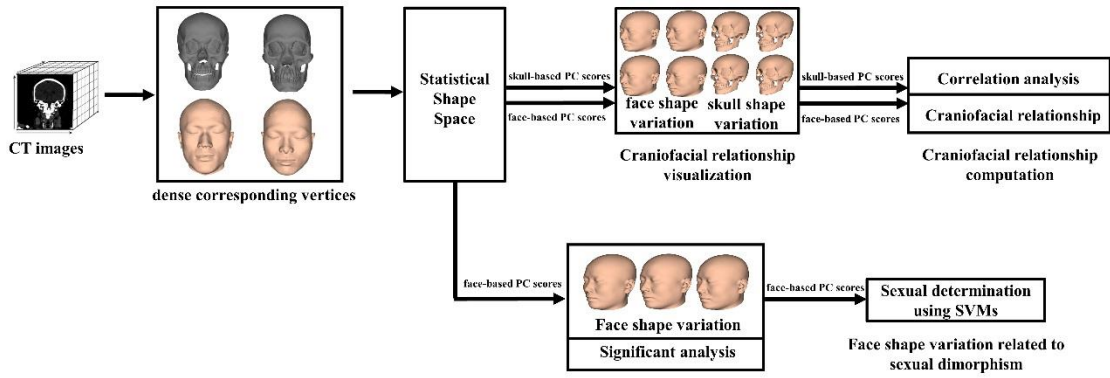 CT images
dense corresponding vertices
Statistical
Shape
Space
skull-based PC scores
face-based PC scores
face shape
variation
skull shape
variation
Craniofacial relationship
visualization
skull-based PC scores
face-based PC scores
Correlation analysis
Craniofacial relationship
Craniofacial relationship
computation
face-based PC scores
Face shape variation
Significant analysis
face-based PC scores
Sexual determination
using SVMs
Face shape variation related to
sexual dimorphism